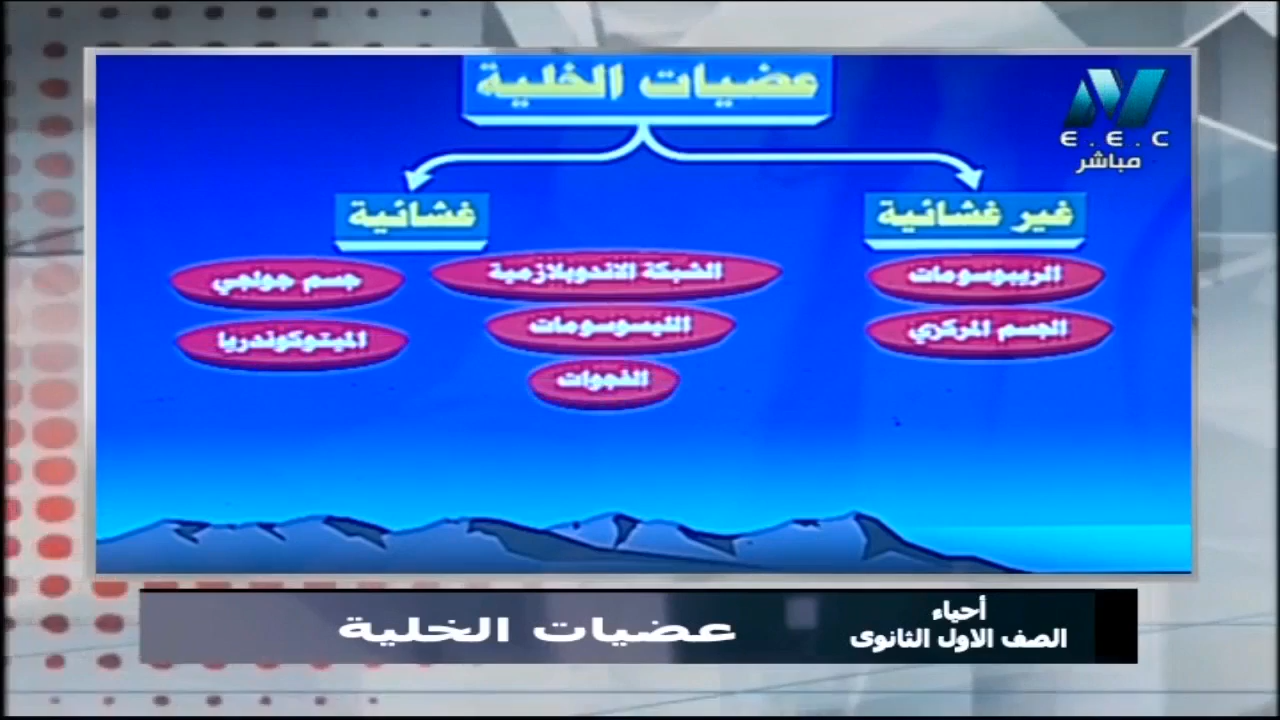 عضيات الخلية
E.E.C
مباشر
غير غشائية
غشائية
الريبوسومات
الجسم المركزي
الشبكة الاندوبلازمية
الليسوسومات
الفجوات
جسم جولجي
الميتوكوندريا
أحياء
الصف الاول الثانوى
عضيات الخلية